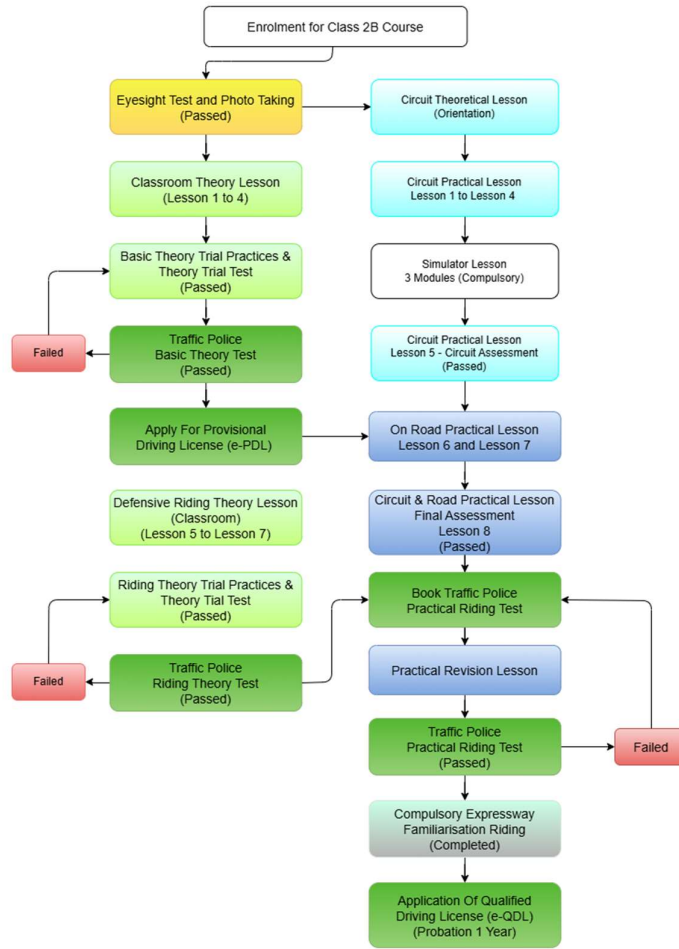 Enrolment for Class 2B Course
Eyesight Test and Photo Taking
(Passed)
Circuit Theoretical Lesson
(Orientation)
Classroom Theory Lesson
(Lesson 1 to 4)
Circuit Practical Lesson
Lesson 1 to Lesson 4
Basic Theory Trial Practices &
Theory Trial Test
(Passed)
Simulator Lesson
3 Modules (Compulsory)
Failed
Traffic Police
Basic Theory Test
(Passed)
Circuit Practical Lesson
Lesson 5 - Circuit Assessment
(Passed)
Apply For Provisional
Driving License (e-PDL)
On Road Practical Lesson
Lesson 6 and Lesson 7
Defensive Riding Theory Lesson
(Classroom)
(Lesson 5 to Lesson 7)
Circuit & Road Practical Lesson
Final Assessment
Lesson 8
(Passed)
Riding Theory Trial Practices &
Theory Tial Test
(Passed)
Book Traffic Police
Practical Riding Test
Failed
Traffic Police
Riding Theory Test
(Passed)
Practical Revision Lesson
Traffic Police
Practical Riding Test
(Passed)
Failed
Compulsory Expressway
Familiarisation Riding
(Completed)
Application Of Qualified
Driving License (e-QDL)
(Probation 1 Year)